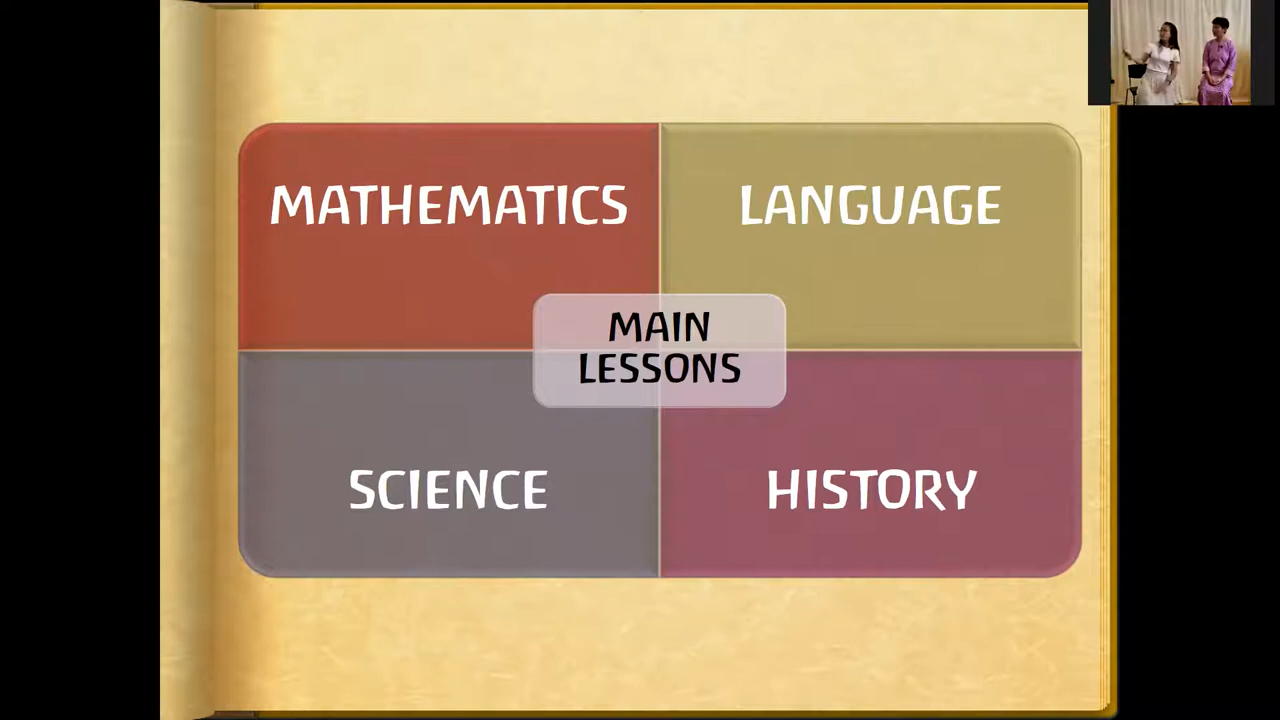 MATHEMATICS
LANGUAGE
MAIN
LESSONS
SCIENCE
HISTORY